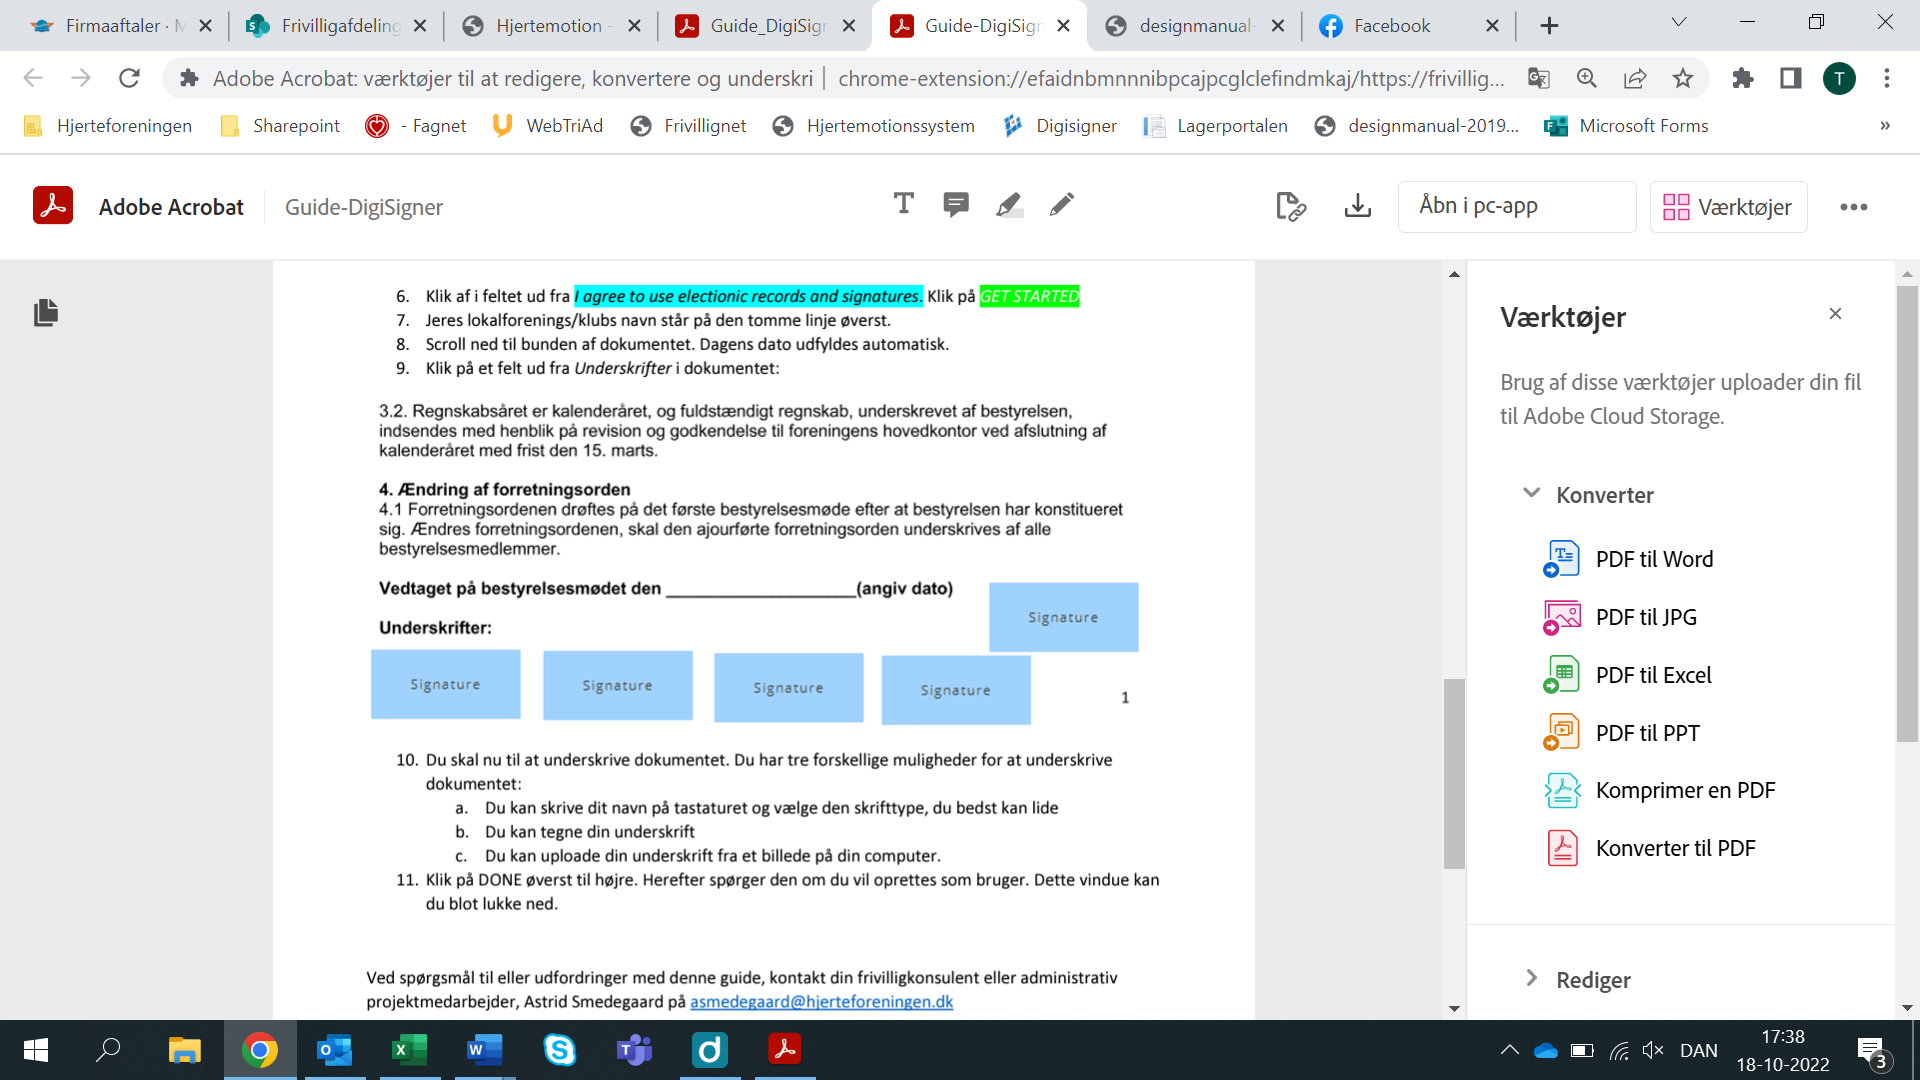 Firmaaftaler · M
Frivilligafdeling
Hjertemotion -
Guide_DigiSign
Guide-DigiSign
designmanual-
Facebook
Adobe Acrobat: værktøjer til at redigere, konvertere og underskri
chrome-extension://efaidnbmnnnibpcajpcglclefindmkaj/https://frivillig...
T
Hjerteforeningen
Sharepoint
- Fagnet
WebTriAd
Frivillignet
Hjertemotionssystem
Digisigner
Lagerportalen
designmanual-2019...
Microsoft Forms
»
Adobe Acrobat
Guide-DigiSigner
Åbn i pc-app
Værktøjer
6. Klik af i feltet ud fra I agree to use electionic records and signatures. Klik på GET STARTED
7. Jeres lokalforenings/klubs navn står på den tomme linje øverst.
8. Scroll ned til bunden af dokumentet. Dagens dato udfyldes automatisk.
9. Klik på et felt ud fra Underskrifter i dokumentet:
3.2. Regnskabsåret er kalenderåret, og fuldstændigt regnskab, underskrevet af bestyrelsen,
indsendes med henblik på revision og godkendelse til foreningens hovedkontor ved afslutning af
kalenderåret med frist den 15. marts.
4. Ændring af forretningsorden
4.1 Forretningsordenen drøftes på det første bestyrelsesmøde efter at bestyrelsen har konstitueret
sig. Ændres forretningsordenen, skal den ajourførte forretningsorden underskrives af alle
bestyrelsesmedlemmer.
Vedtaget på bestyrelsesmødet den ____________________(angiv dato)
Signature
Underskrifter:
Signature
Signature
Signature
Signature
1
10. Du skal nu til at underskrive dokumentet. Du har tre forskellige muligheder for at underskrive
dokumentet:
a. Du kan skrive dit navn på tastaturet og vælge den skrifttype, du bedst kan lide
b. Du kan tegne din underskrift
c. Du kan uploade din underskrift fra et billede på din computer.
11. Klik på DONE øverst til højre. Herefter spørger den om du vil oprettes som bruger. Dette vindue kan
du blot lukke ned.
Ved spørgsmål til eller udfordringer med denne guide, kontakt din frivilligkonsulent eller administrativ
projektmedarbejder, Astrid Smedegaard på asmedegaard@hjerteforeningen.dk
Værktøjer
Brug af disse værktøjer uploader din fil
til Adobe Cloud Storage.
Konverter
PDF til Word
PDF til JPG
PDF til Excel
PDF til PPT
Komprimer en PDF
Konverter til PDF
Rediger
DAN
17:38
18-10-2022
3